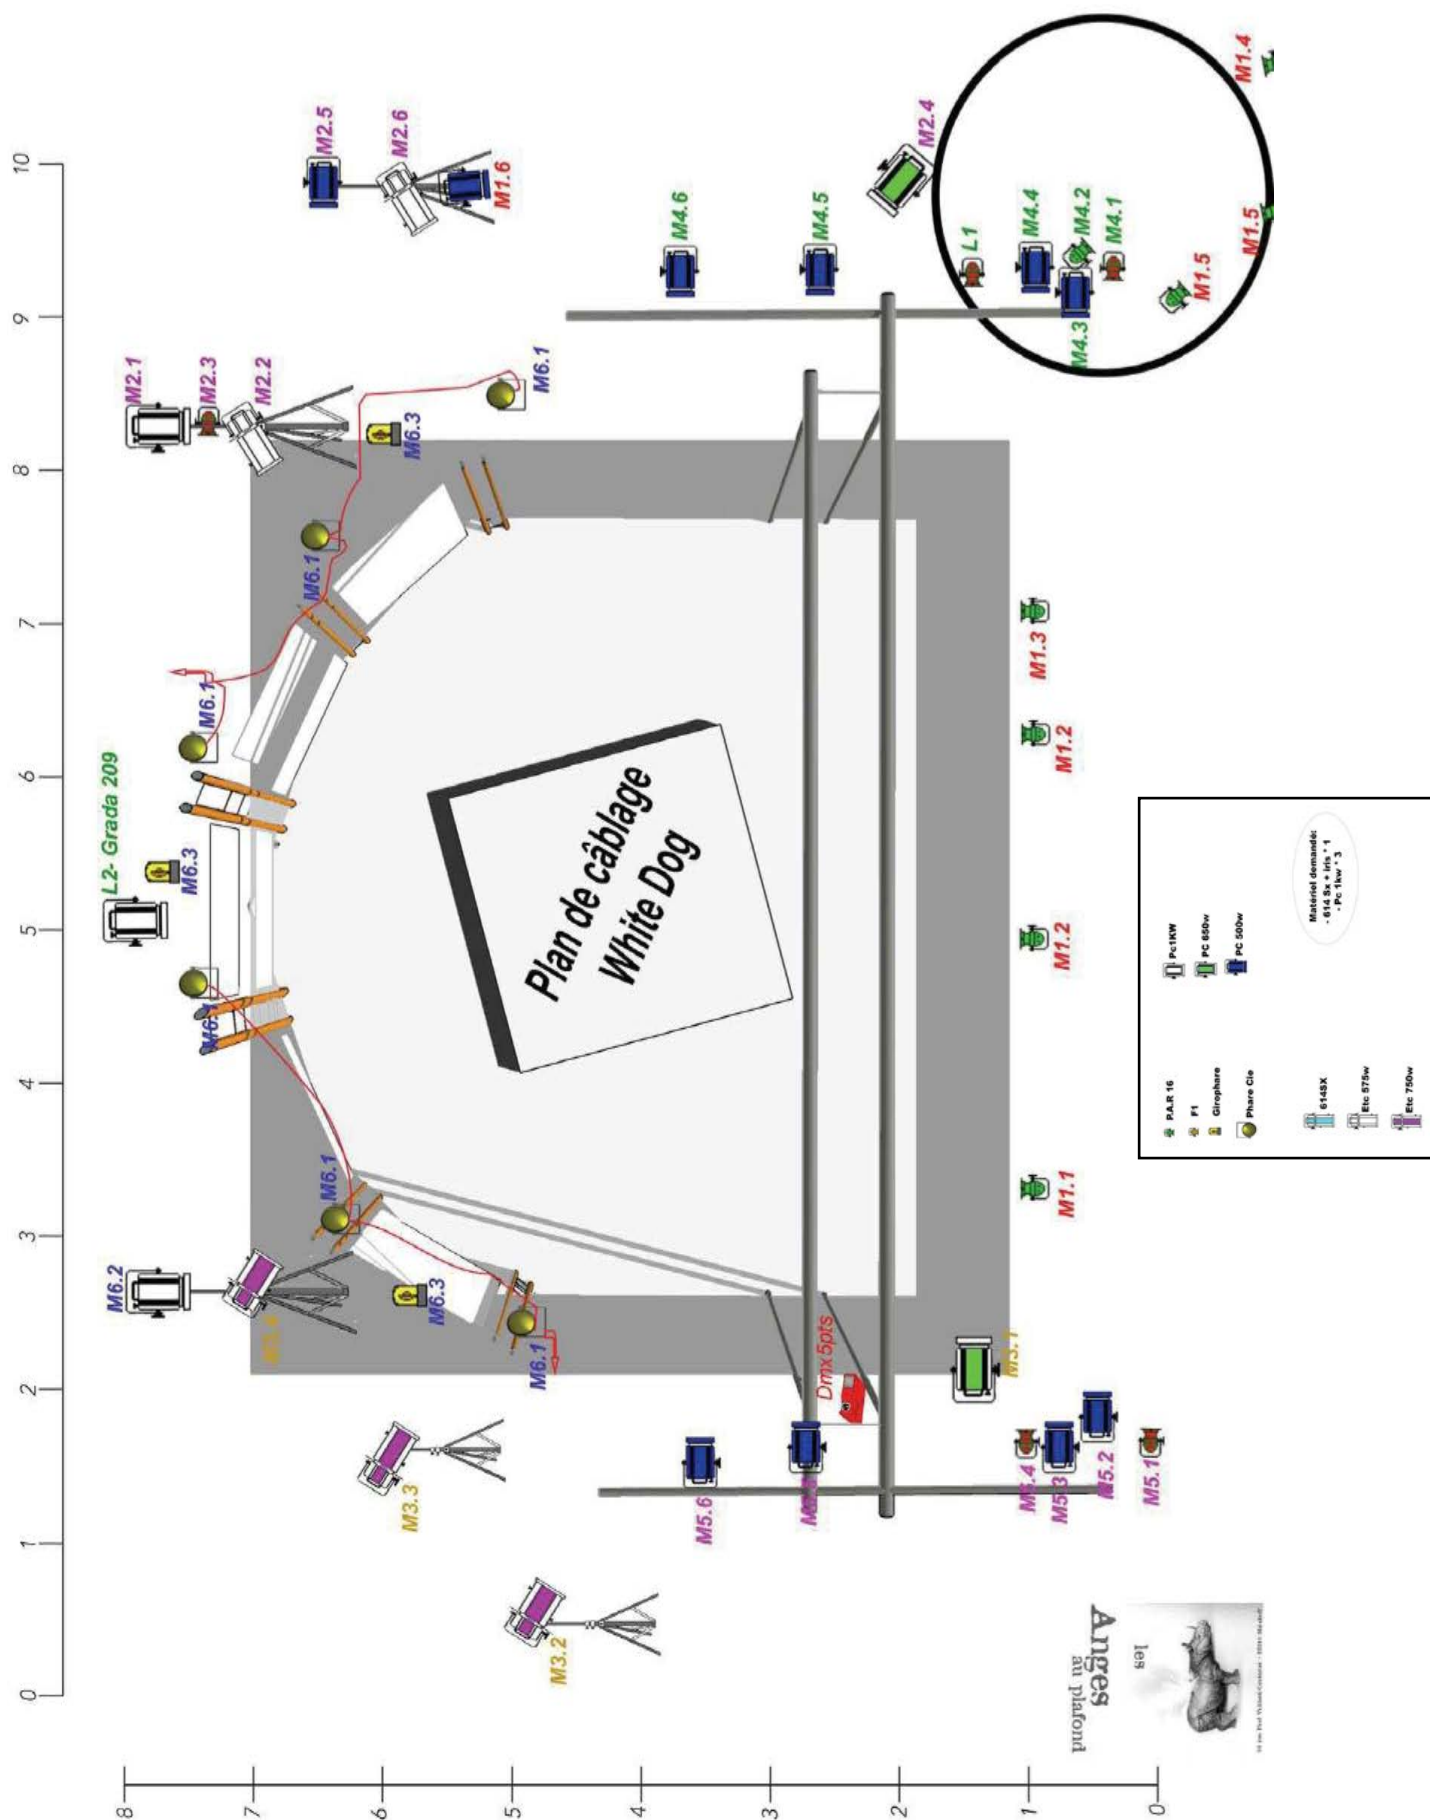 Plan de câblage
White Dog
10
9
8
7
6
5
4
3
2
1
0
8
7
6
5
4
3
2
1
0
M2.5
M2.6
M1.6
M2.1
M2.3
M2.2
M6.3
M6.1
M6.1
M6.1
L2- Grada 209
M6.3
M6.1
M6.1
M6.2
M6.3
M6.1
M3.3
M3.2
M4.6
M4.5
M2.4
L1
M4.4
M4.2
M4.1
M4.3
M1.5
M1.5
M1.4
M1.3
M1.2
M1.2
M1.1
M3.1
Dmx5pts
M5.6
M5.3
M5.2
M5.1
P.A.R 16
F1
Girophare
Phare Cie
Pc1KW
PC 650w
PC 500w
614SX
Etc 575w
Etc 750w
Matériel demandé:
- 614 Sx + iris * 1
- Pc 1kw * 3
les
Anges
au plafond